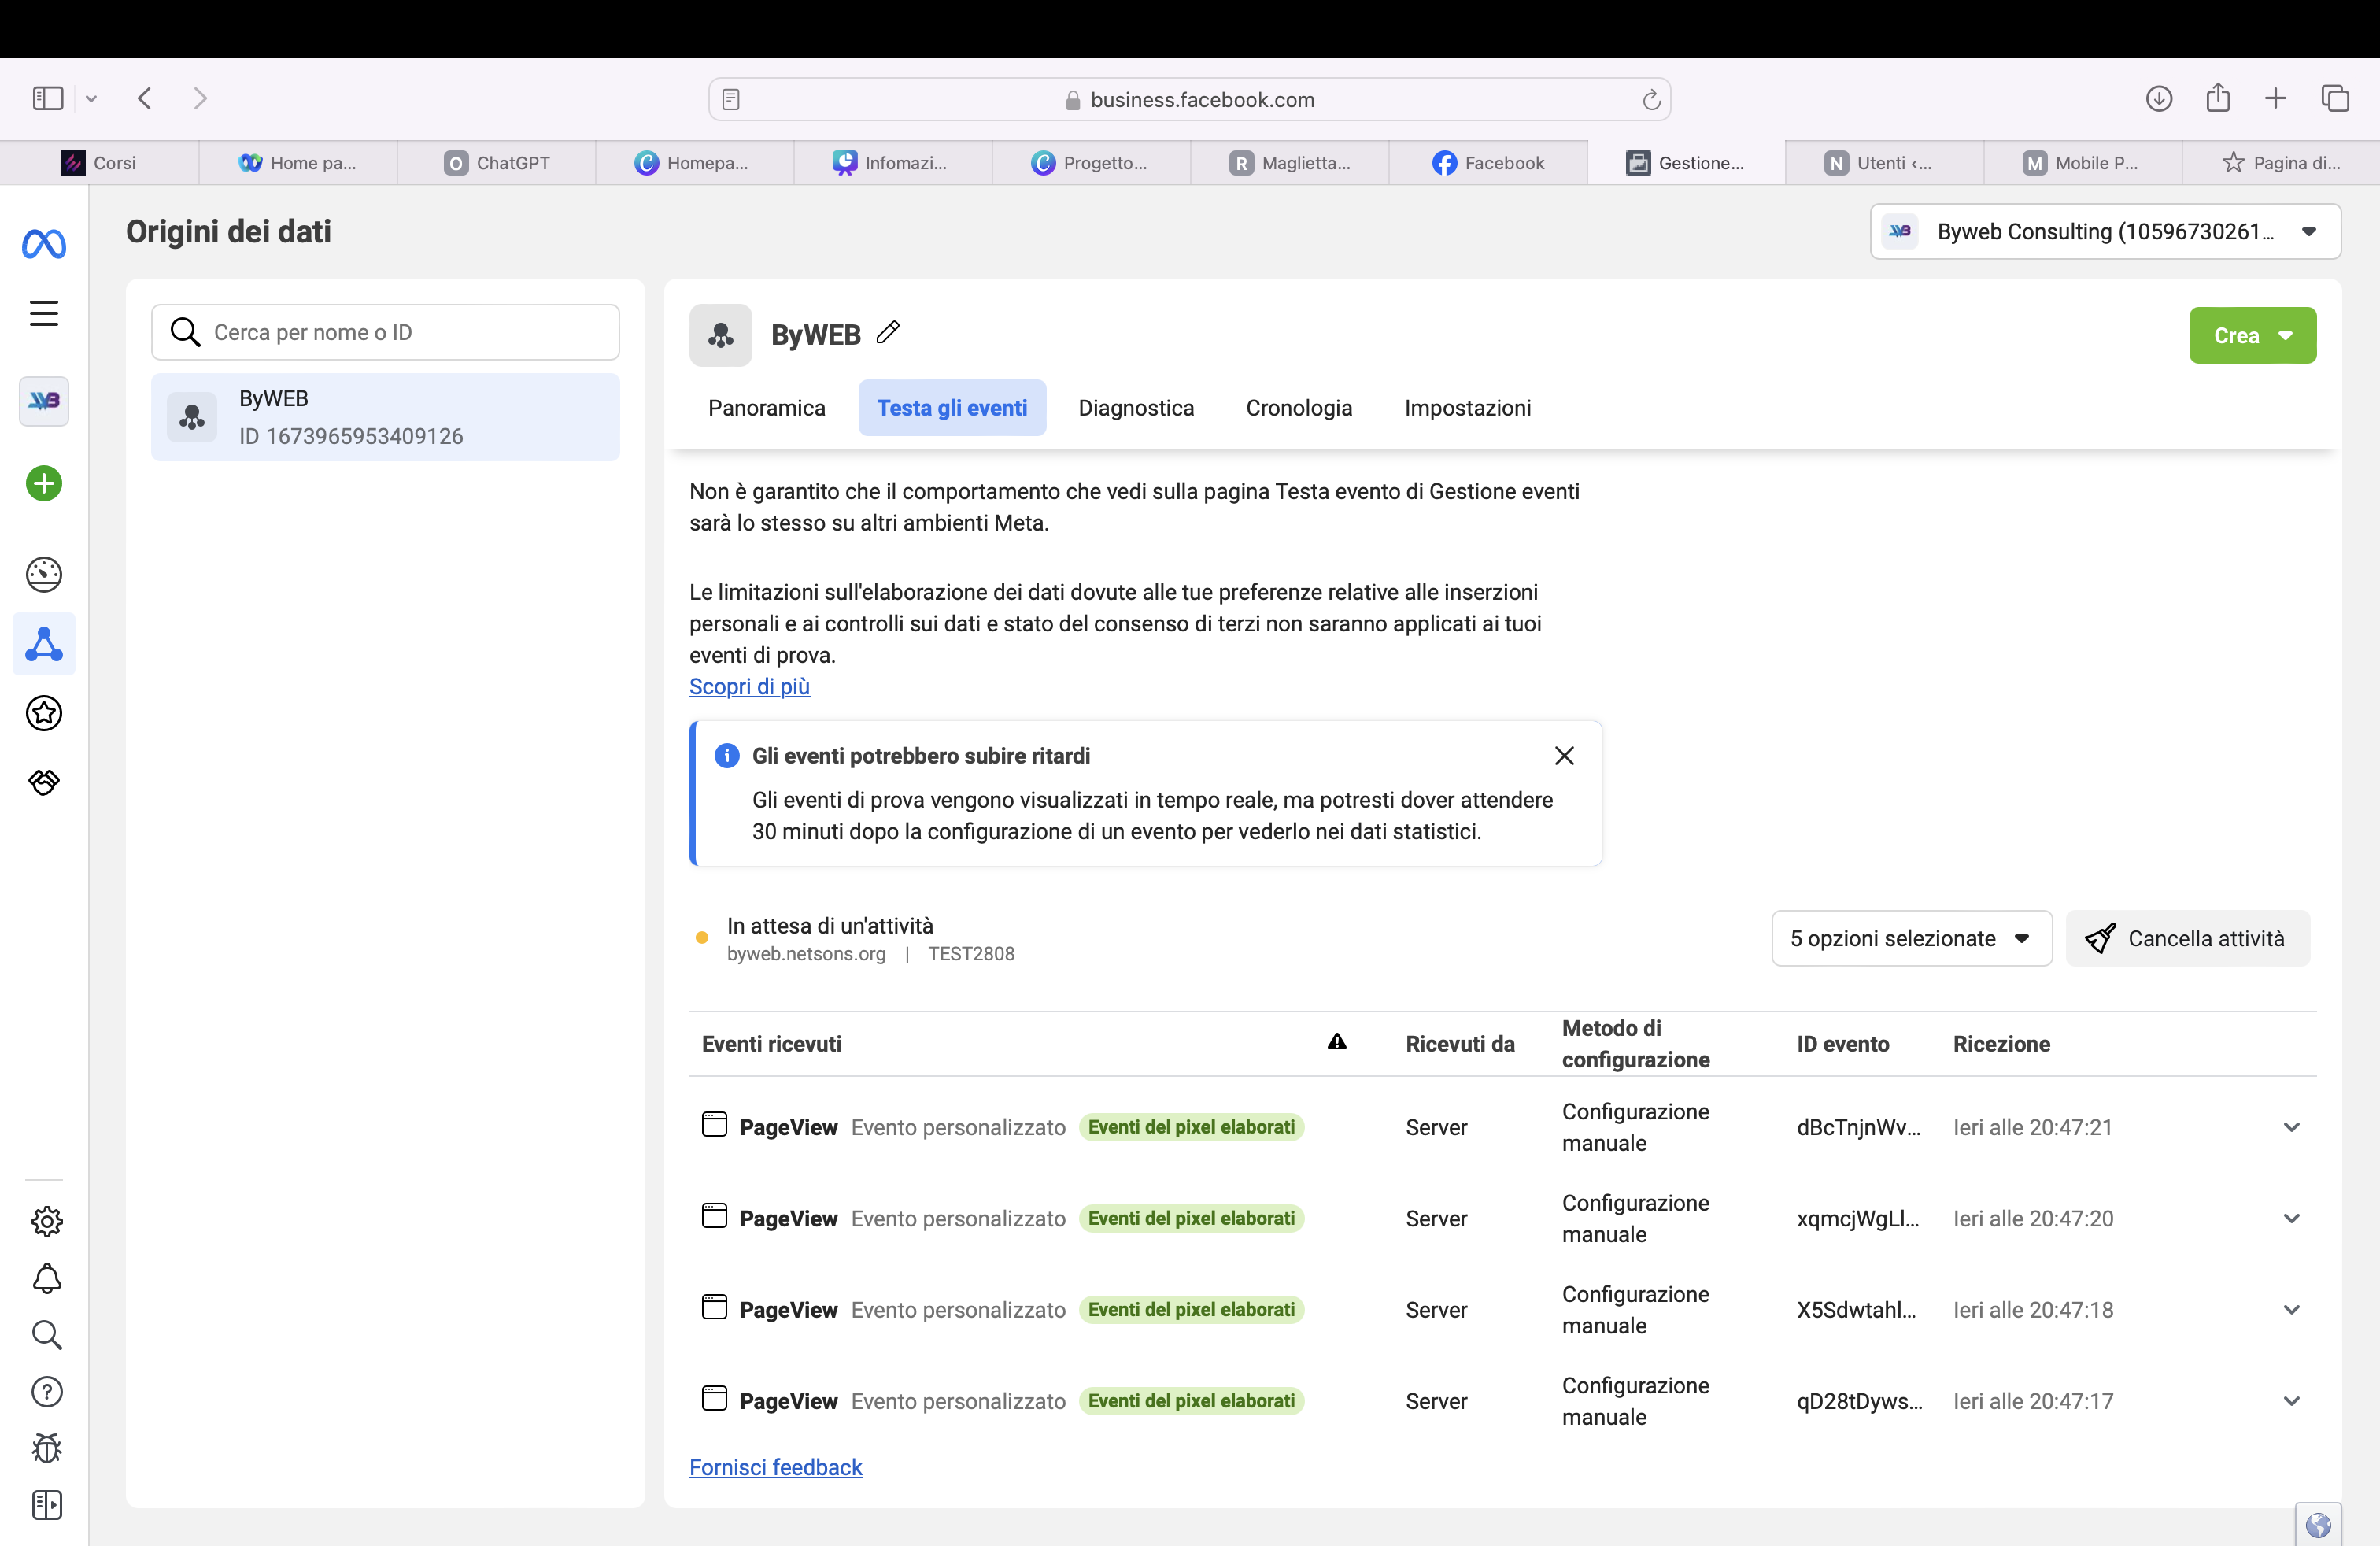 business.facebook.com
Corsi
Home pa...
ChatGPT
Homepa...
Infomazi...
Progetto...
Maglietta...
Facebook
Gestione...
Utenti ‹...
Mobile P...
Pagina di...
Origini dei dati
Byweb Consulting (10596730261...
Cerca per nome o ID
ByWEB
ID 1673965953409126
ByWEB
Crea
Panoramica
Testa gli eventi
Diagnostica
Cronologia
Impostazioni
Non è garantito che il comportamento che vedi sulla pagina Testa evento di Gestione eventi
sarà lo stesso su altri ambienti Meta.
Le limitazioni sull'elaborazione dei dati dovute alle tue preferenze relative alle inserzioni
personali e ai controlli sui dati e stato del consenso di terzi non saranno applicati ai tuoi
eventi di prova.
Scopri di più
Gli eventi potrebbero subire ritardi
Gli eventi di prova vengono visualizzati in tempo reale, ma potresti dover attendere
30 minuti dopo la configurazione di un evento per vederlo nei dati statistici.
In attesa di un'attività
byweb.netsons.org | TEST2808
5 opzioni selezionate
Cancella attività
Eventi ricevuti
Ricevuti da
Metodo di
configurazione
ID evento
Ricezione
PageView Evento personalizzato Eventi del pixel elaborati
Server
Configurazione
manuale
dBcTnjnWv...
Ieri alle 20:47:21
PageView Evento personalizzato Eventi del pixel elaborati
Server
Configurazione
manuale
xqmcjWgLl...
Ieri alle 20:47:20
PageView Evento personalizzato Eventi del pixel elaborati
Server
Configurazione
manuale
X5Sdwtahl...
Ieri alle 20:47:18
PageView Evento personalizzato Eventi del pixel elaborati
Server
Configurazione
manuale
qD28tDyws...
Ieri alle 20:47:17
Fornisci feedback